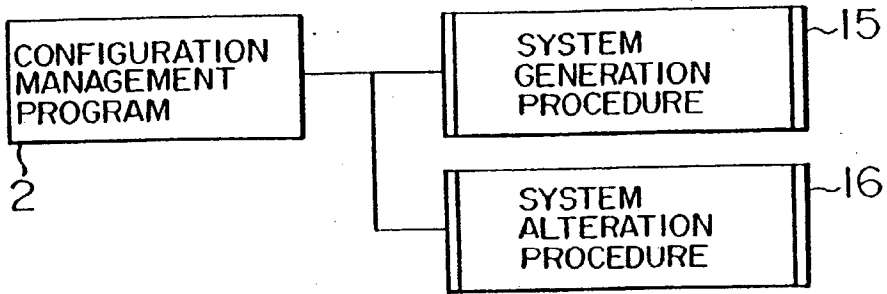 CONFIGURATION
MANAGEMENT
PROGRAM
2
SYSTEM
GENERATION
PROCEDURE
15
SYSTEM
ALTERATION
PROCEDURE
16